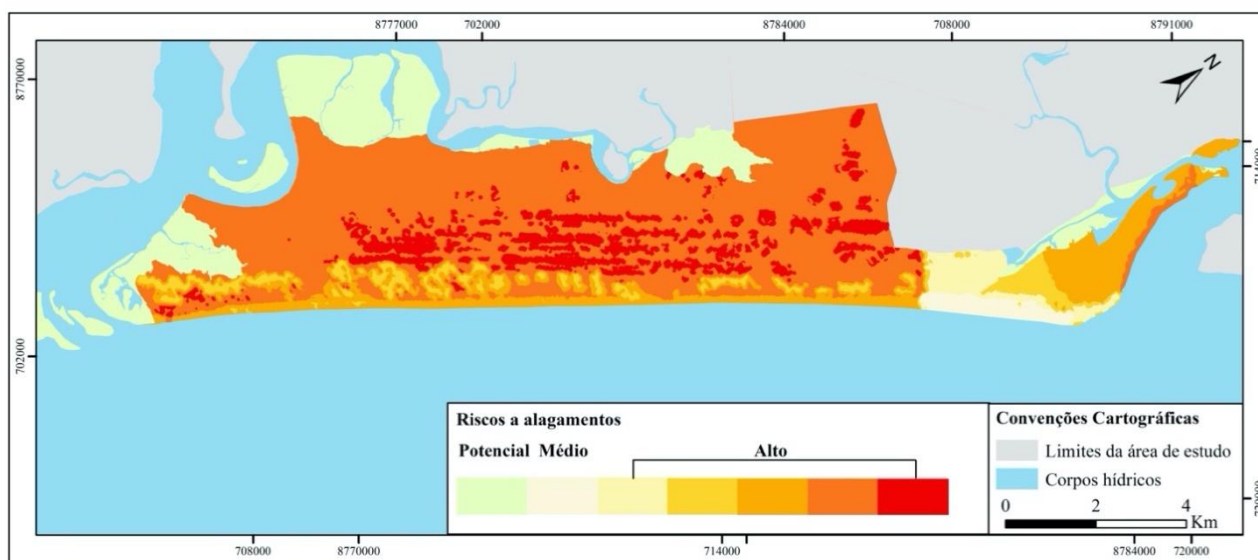 8777000 702000 8784000 708000 8791000
8770000
N
714000
702000
Riscos a alagamentos
Potencial Médio Alto
Convenções Cartográficas
Limites da área de estudo
Corpos hídricos
0 2 4
Km
708000 8770000 714000 8784000 720000